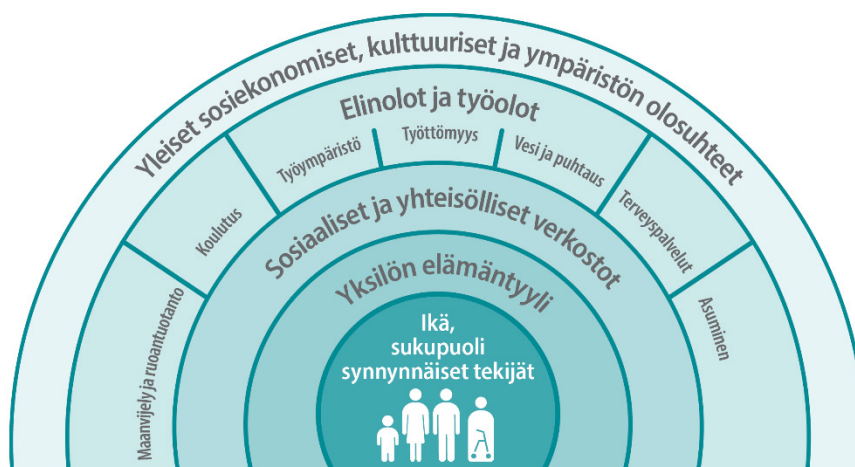 Yleiset sosiekonomiset, kulttuuriset ja ympäristön olosuhteet
Elinolot ja työolot
Maanvijely ja ruoantuotanto
Koulutus
Työympäristö
Työttömyys
Vesi ja puhtaus
Terveyspalvelut
Asuminen
Sosiaaliset ja yhteisölliset verkostot
Yksilön elämäntyyli
Ikä,
sukupuoli
synnynnäiset tekijät